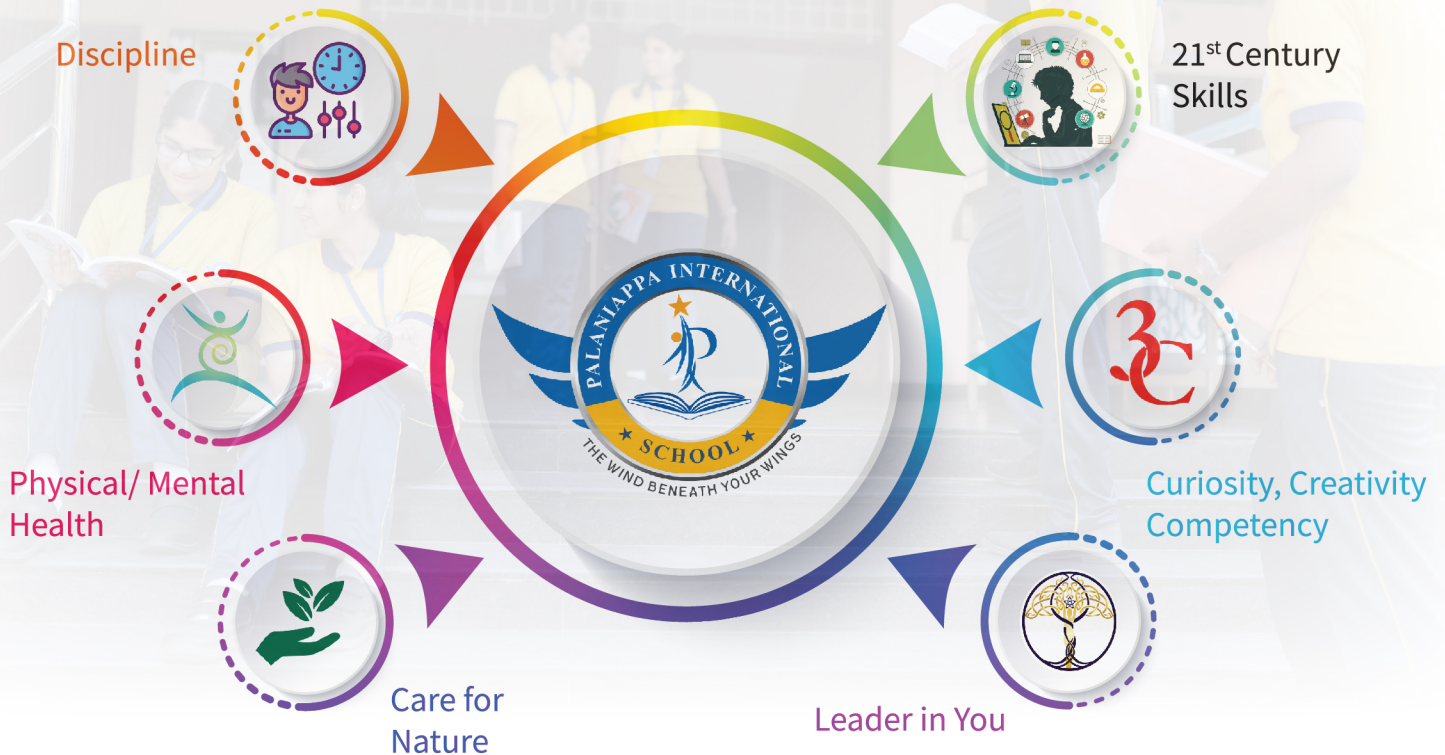 Discipline
21st Century
Skills
PALANIAPPA INTERNATIONAL
SCHOOL
THE WIND BENEATH YOUR WINGS
3C
Physical/ Mental
Health
Curiosity, Creativity
Competency
Care for
Nature
Leader in You